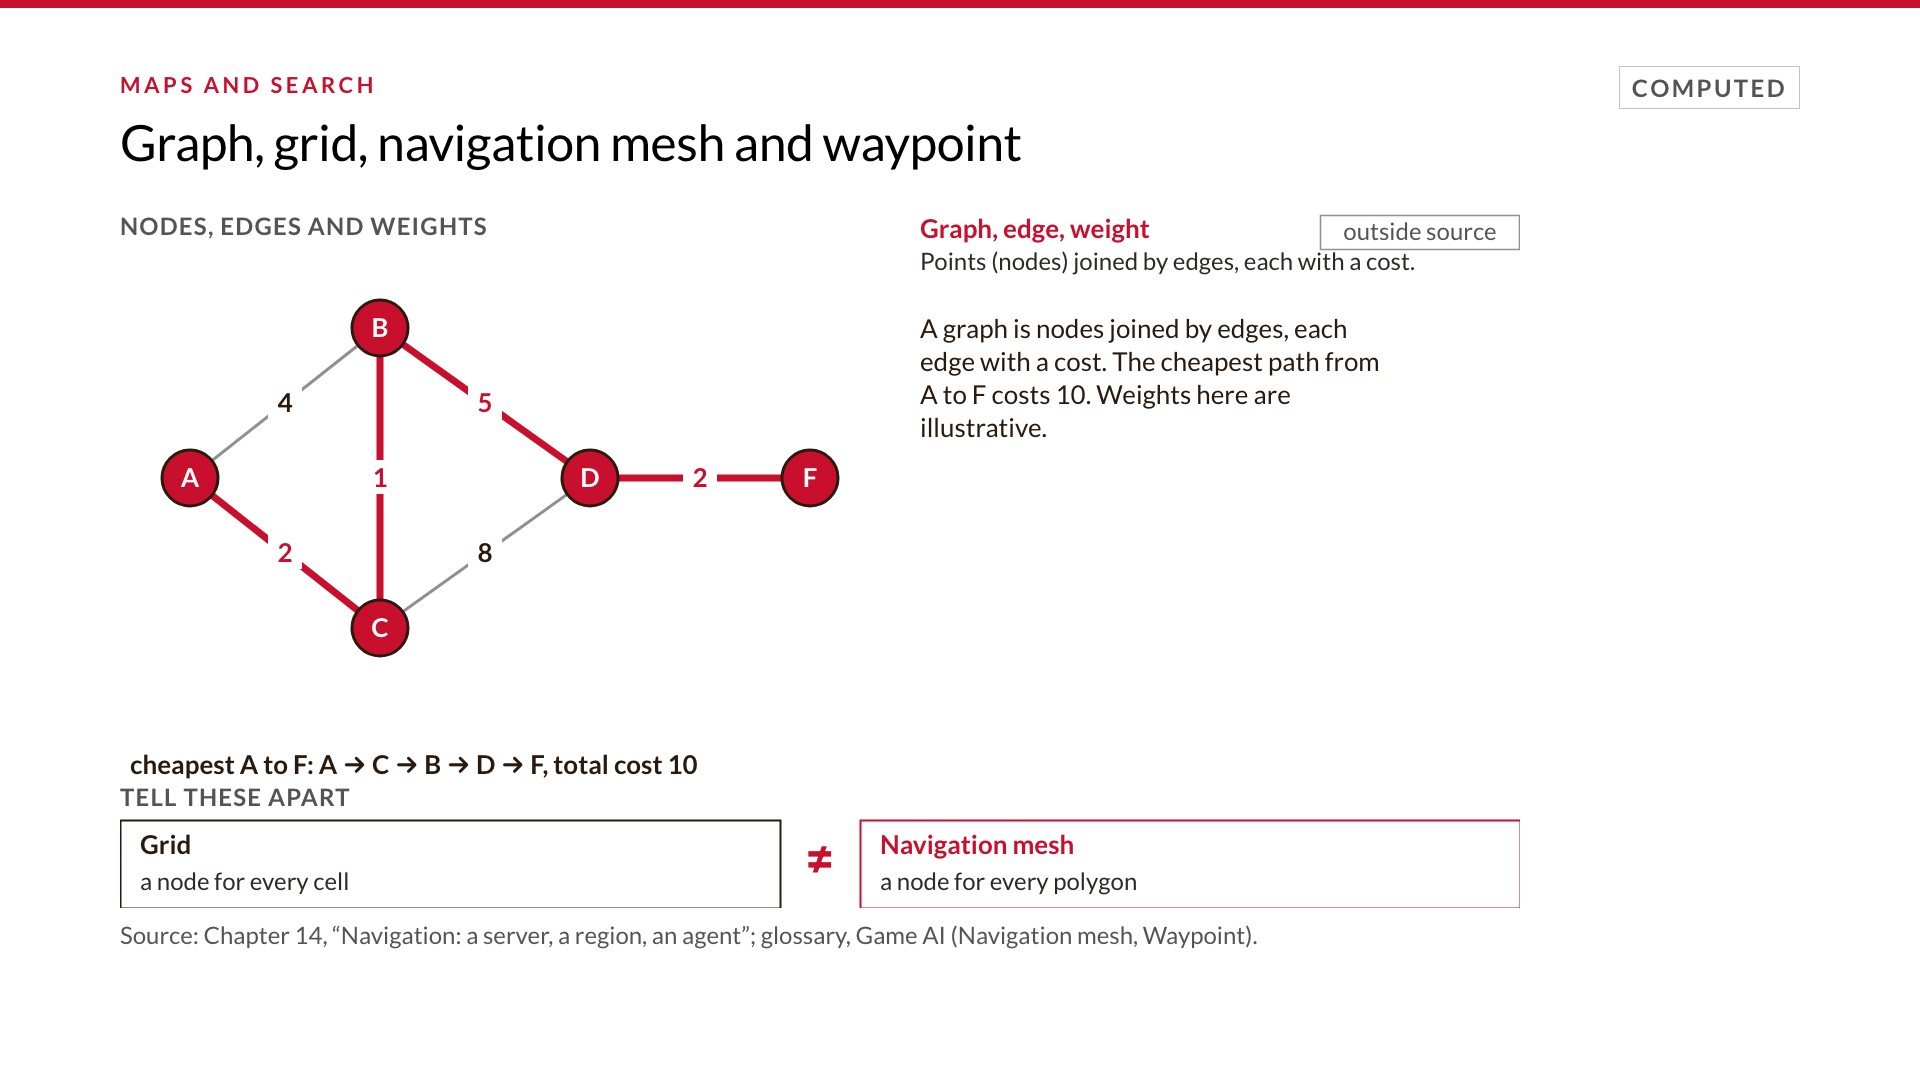 MAPS AND SEARCH
COMPUTED
Graph, grid, navigation mesh and waypoint
NODES, EDGES AND WEIGHTS
B
4
5
A
1
D
2
F
2
8
C
cheapest A to F: A → C → B → D → F, total cost 10
Graph, edge, weight
outside source
Points (nodes) joined by edges, each with a cost.
A graph is nodes joined by edges, each
edge with a cost. The cheapest path from
A to F costs 10. Weights here are
illustrative.
TELL THESE APART
Grid
a node for every cell
≠
Navigation mesh
a node for every polygon
Source: Chapter 14, “Navigation: a server, a region, an agent”; glossary, Game AI (Navigation mesh, Waypoint).